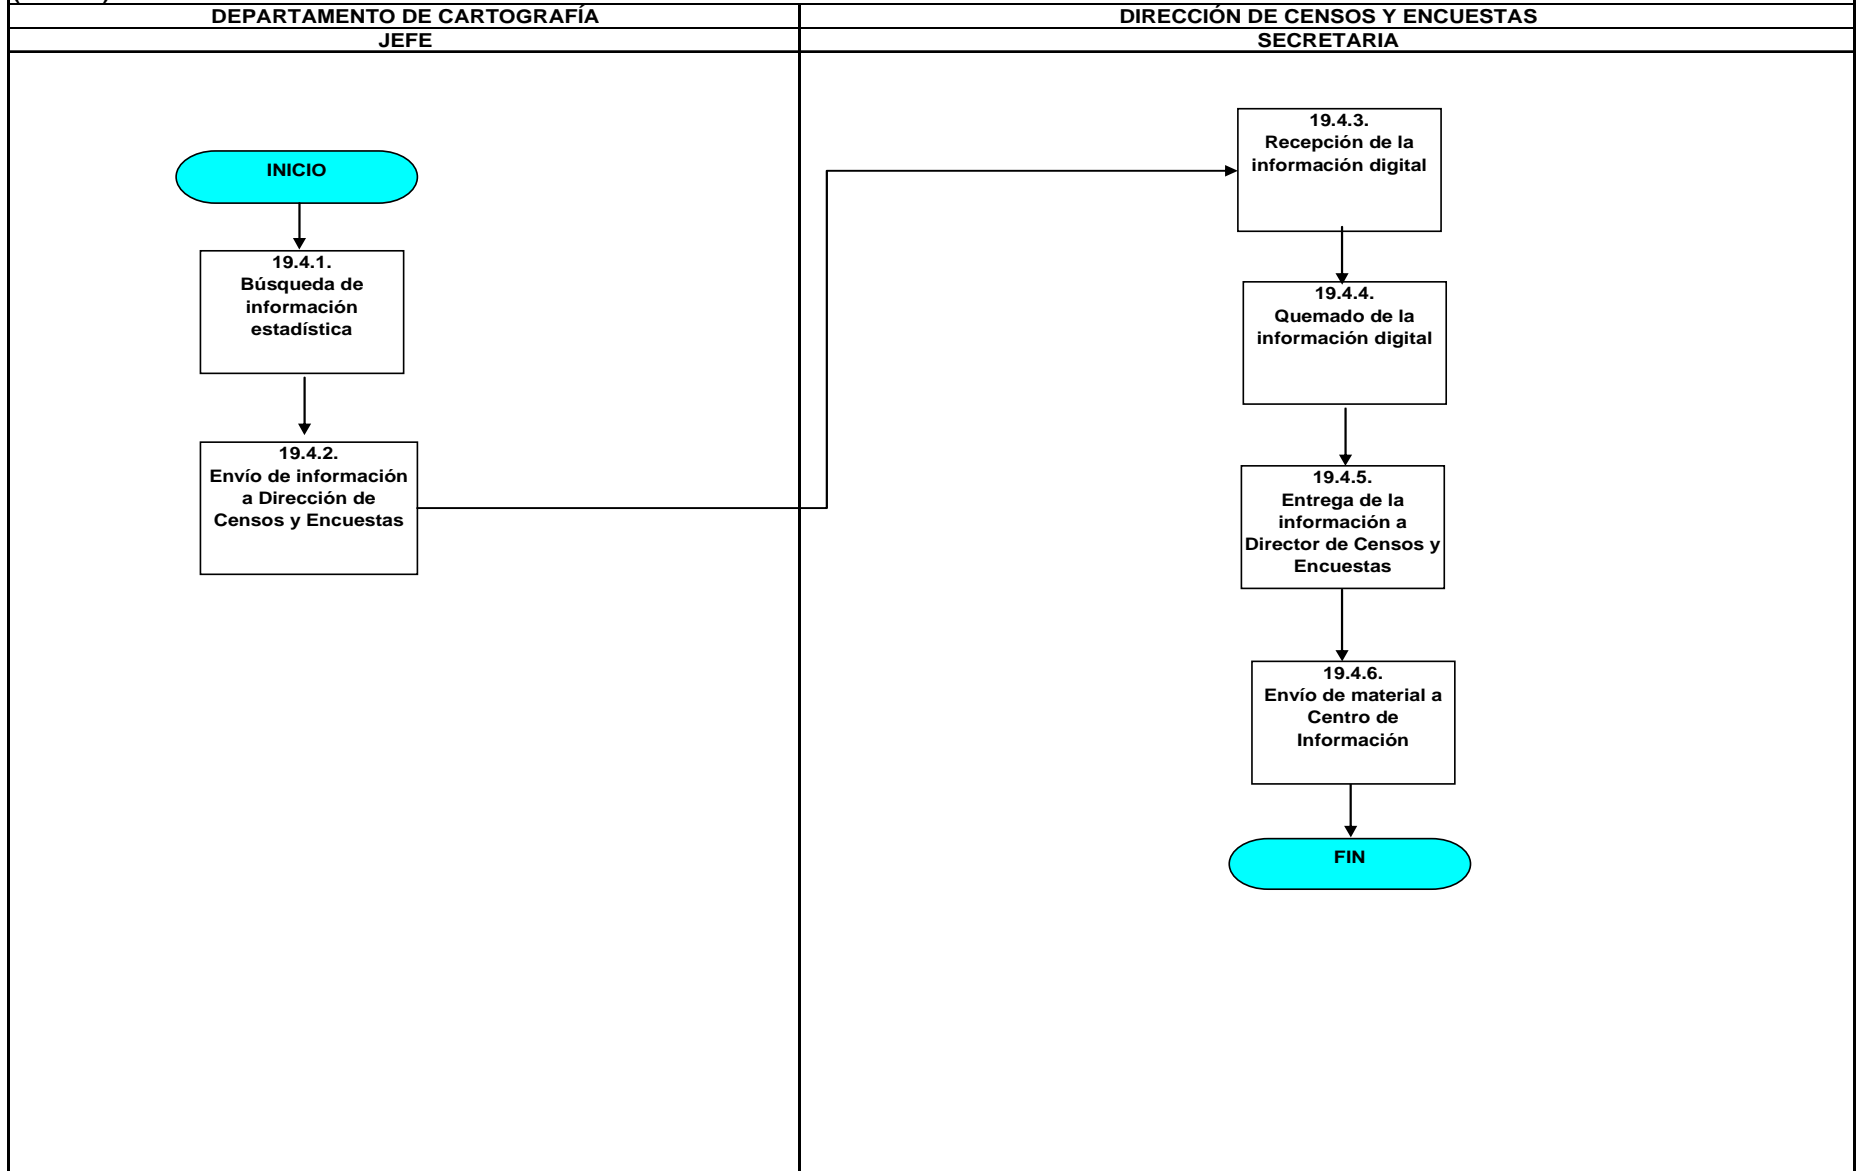 DEPARTAMENTO DE CARTOGRAFÍA
DIRECCIÓN DE CENSOS Y ENCUESTAS
JEFE
SECRETARIA
INICIO
19.4.1.
Búsqueda de
información
estadística
19.4.2.
Envío de información
a Dirección de
Censos y Encuestas
19.4.3.
Recepción de la
información digital
19.4.4.
Quemado de la
información digital
19.4.5.
Entrega de la
información a
Director de Censos y
Encuestas
19.4.6.
Envío de material a
Centro de
Información
FIN